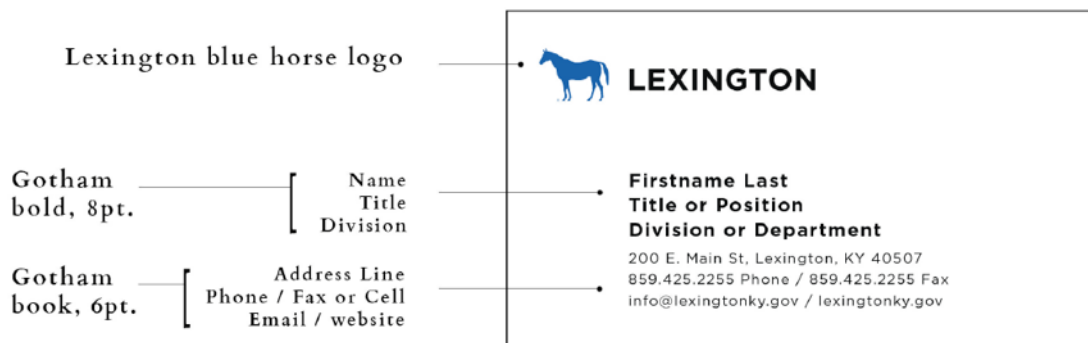 Lexington blue horse logo
LEXINGTON
Gotham
bold, 8pt.
Name
Title
Division
Firstname Last
Title or Position
Division or Department
Gotham
book, 6pt.
Address Line
Phone / Fax or Cell
Email / website
200 E. Main St, Lexington, KY 40507
859.425.2255 Phone / 859.425.2255 Fax
info@lexingtonky.gov / lexingtonky.gov